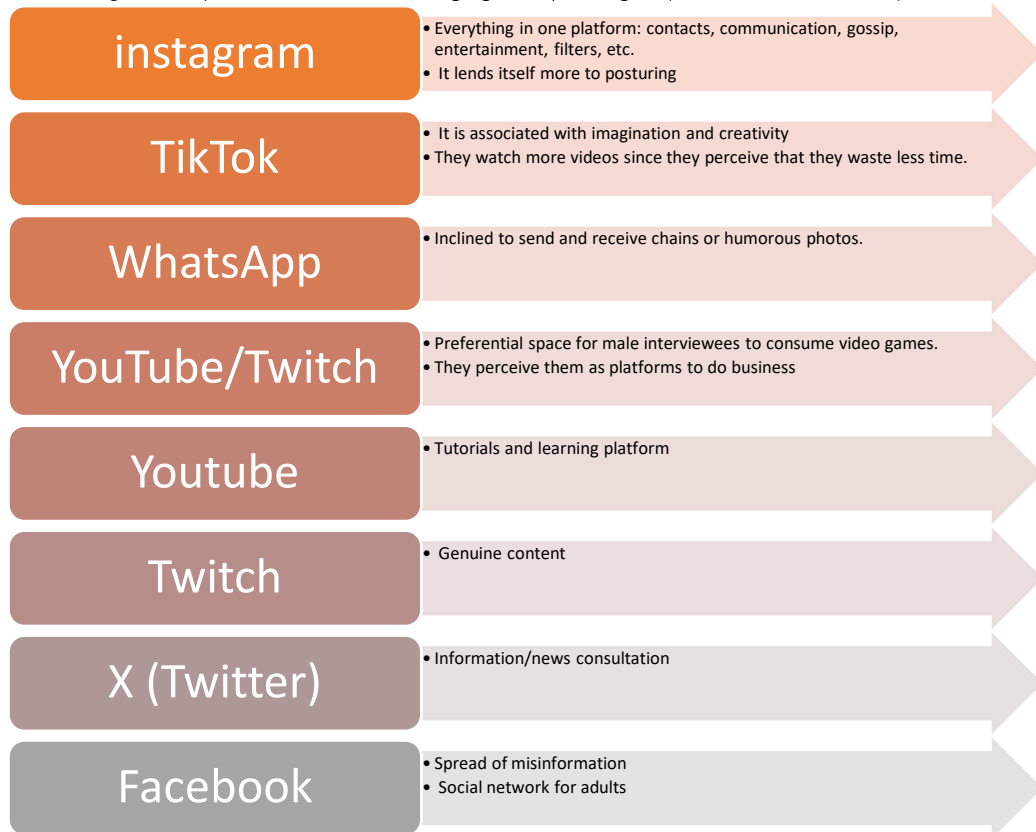 instagram
• Everything in one platform: contacts, communication, gossip,
entertainment, filters, etc.
• It lends itself more to posturing
TikTok
• It is associated with imagination and creativity
• They watch more videos since they perceive that they waste less time.
WhatsApp
• Inclined to send and receive chains or humorous photos.
YouTube/Twitch
• Preferential space for male interviewees to consume video games.
• They perceive them as platforms to do business
Youtube
• Tutorials and learning platform
Twitch
• Genuine content
X (Twitter)
• Information/news consultation
Facebook
• Spread of misinformation
• Social network for adults